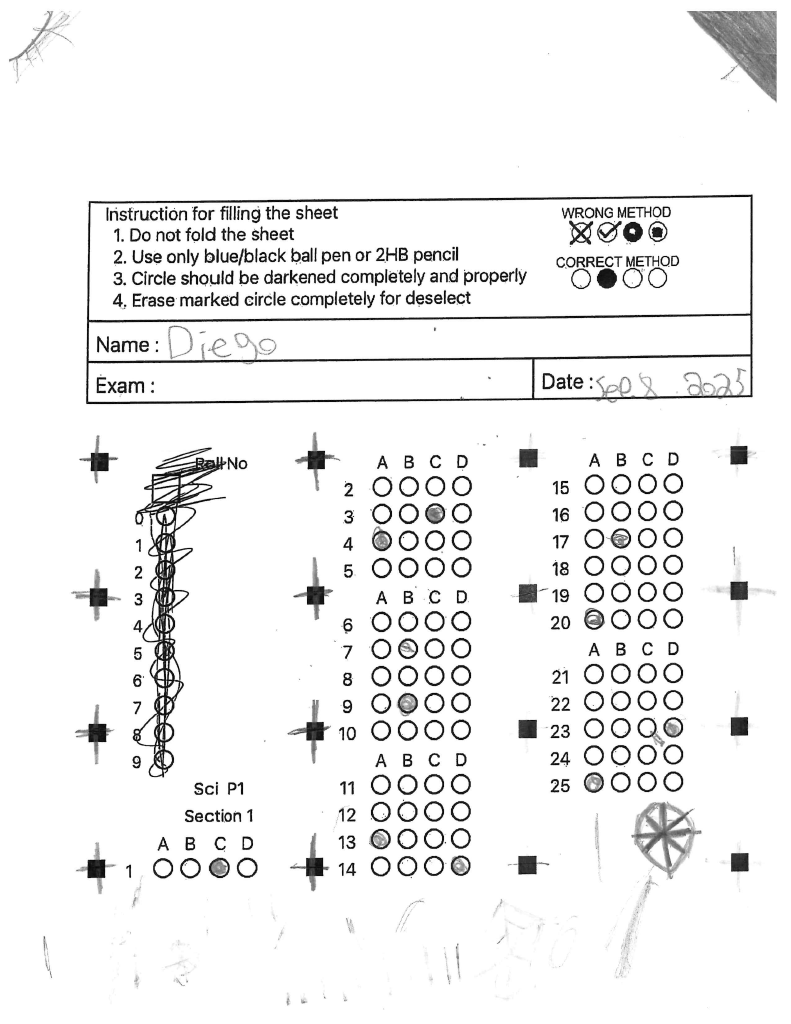 Instruction for filling the sheet
1. Do not fold the sheet
2. Use only blue/black ball pen or 2HB pencil
3. Circle should be darkened completely and properly
4. Erase marked circle completely for deselect
WRONG METHOD
CORRECT METHOD
Name : Diego
Exam :
Date : Sep 8 2025
Roll No
0
1
2
3
4
5
6
7
8
9
Sci P1
Section 1
A B C D
1
A B C D
2
3
4
5
A B C D
6
7
8
9
10
A B C D
11
12
13
14
A B C D
15
16
17
18
19
20
A B C D
21
22
23
24
25